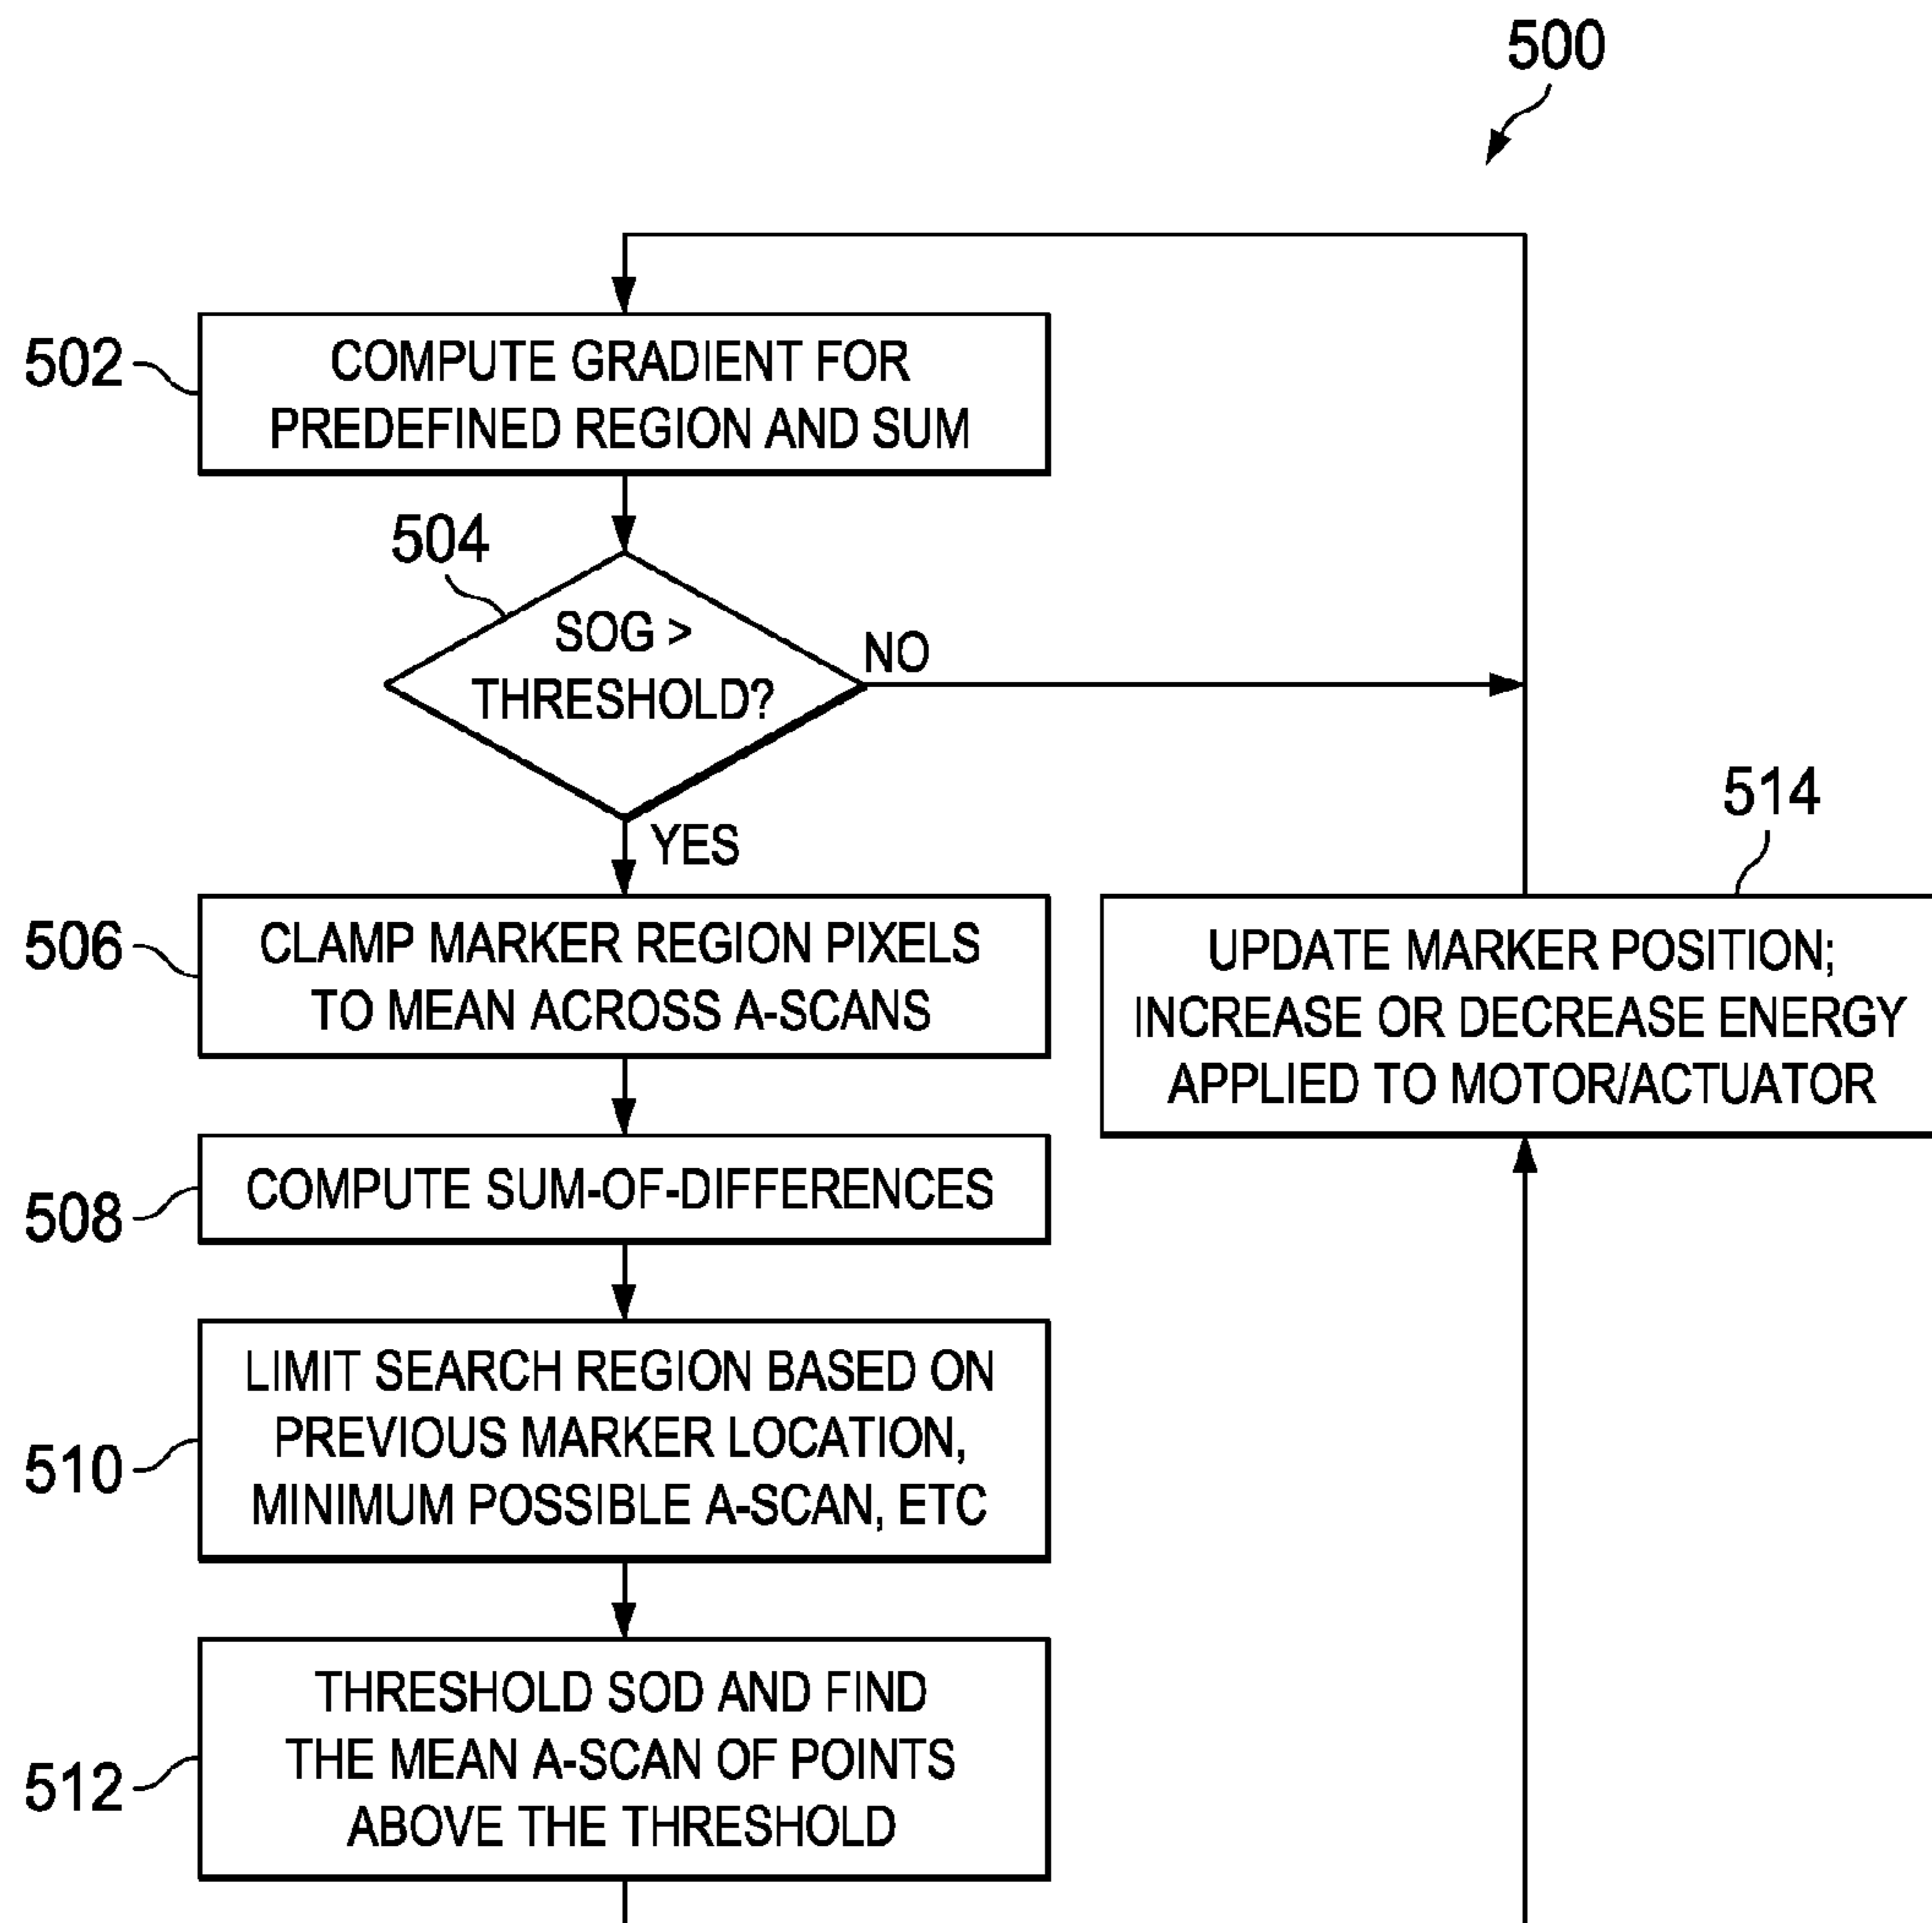 500
502
COMPUTE GRADIENT FOR
PREDEFINED REGION AND SUM
504
SOG >
THRESHOLD?
NO
YES
506
CLAMP MARKER REGION PIXELS
TO MEAN ACROSS A-SCANS
508
COMPUTE SUM-OF-DIFFERENCES
510
LIMIT SEARCH REGION BASED ON
PREVIOUS MARKER LOCATION,
MINIMUM POSSIBLE A-SCAN, ETC
512
THRESHOLD SOD AND FIND
THE MEAN A-SCAN OF POINTS
ABOVE THE THRESHOLD
514
UPDATE MARKER POSITION;
INCREASE OR DECREASE ENERGY
APPLIED TO MOTOR/ACTUATOR